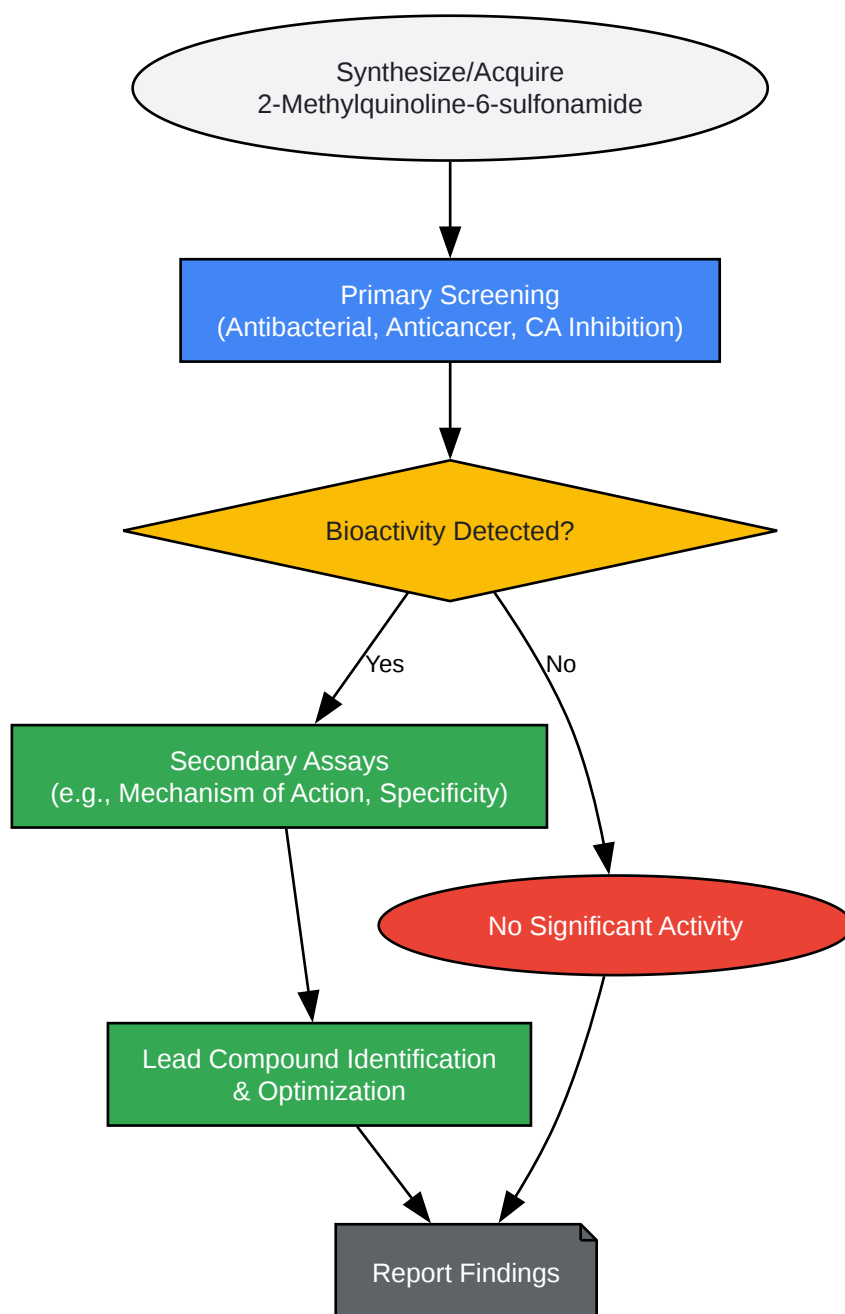 Synthesize/Acquire
2-Methylquinoline-6-sulfonamide
Primary Screening
(Antibacterial, Anticancer, CA Inhibition)
Bioactivity Detected?
Yes
No
Secondary Assays
(e.g., Mechanism of Action, Specificity)
No Significant Activity
Lead Compound Identification
& Optimization
Report Findings